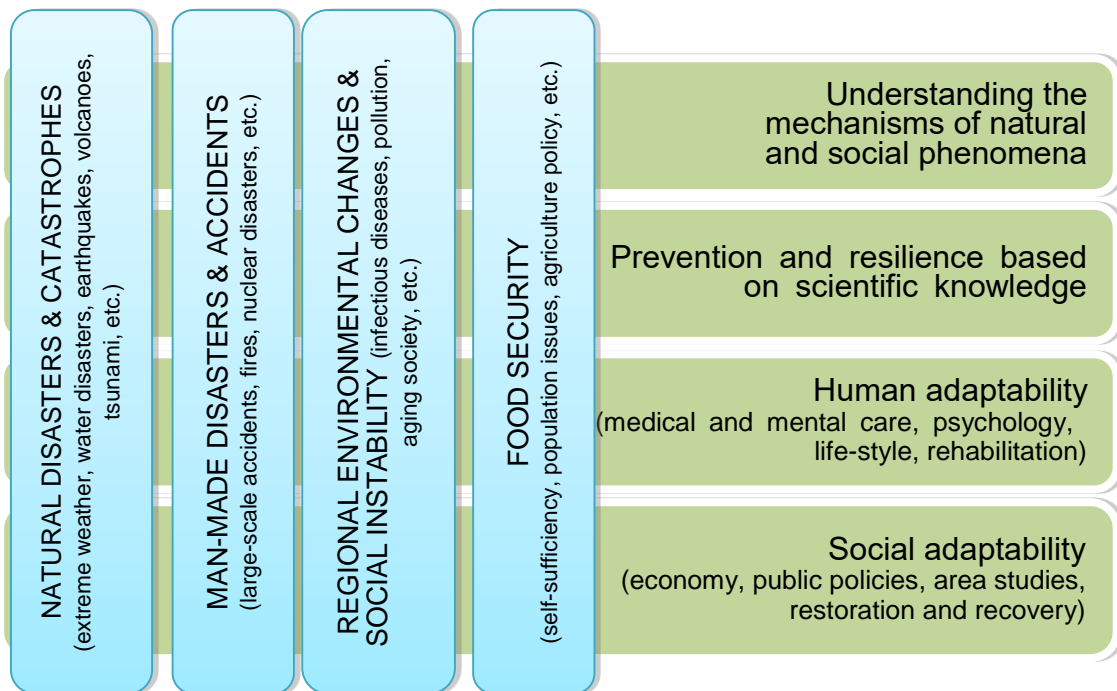 NATURAL DISASTERS & CATASTROPHES
(extreme weather, water disasters, earthquakes, volcanoes,
tsunami, etc.)
MAN-MADE DISASTERS & ACCIDENTS
(large-scale accidents, fires, nuclear disasters, etc.)
REGIONAL ENVIRONMENTAL CHANGES &
SOCIAL INSTABILITY (infectious diseases, pollution,
aging society, etc.)
FOOD SECURITY
(self-sufficiency, population issues, agriculture policy, etc.)
Understanding the
mechanisms of natural
and social phenomena
Prevention and resilience based
on scientific knowledge
Human adaptability
(medical and mental care, psychology,
life-style, rehabilitation)
Social adaptability
(economy, public policies, area studies,
restoration and recovery)